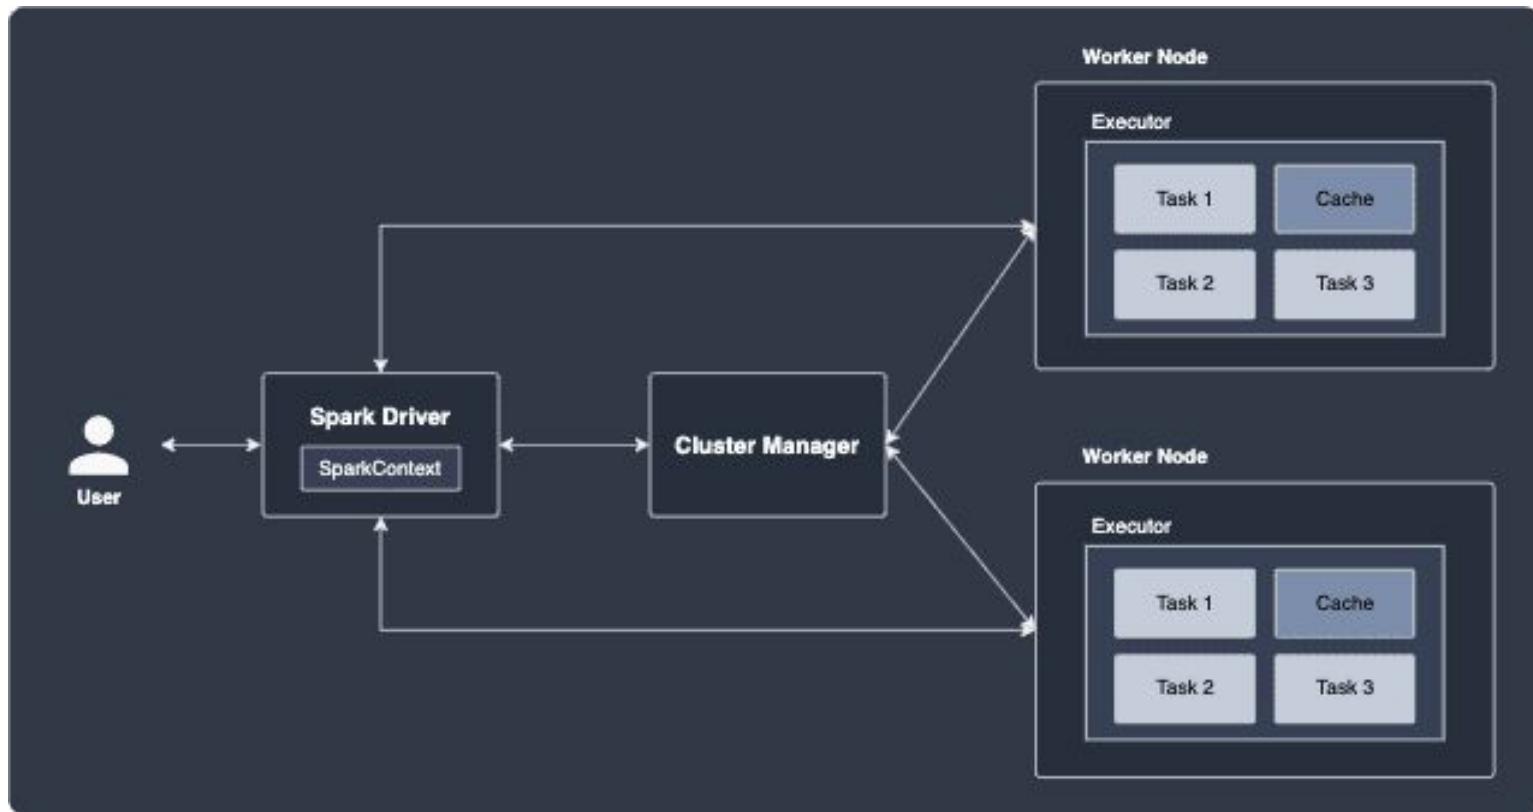 Worker Node
Executor
Task 1
Cache
Task 2
Task 3
Spark Driver
SparkContext
Cluster Manager
User
Worker Node
Executor
Task 1
Cache
Task 2
Task 3